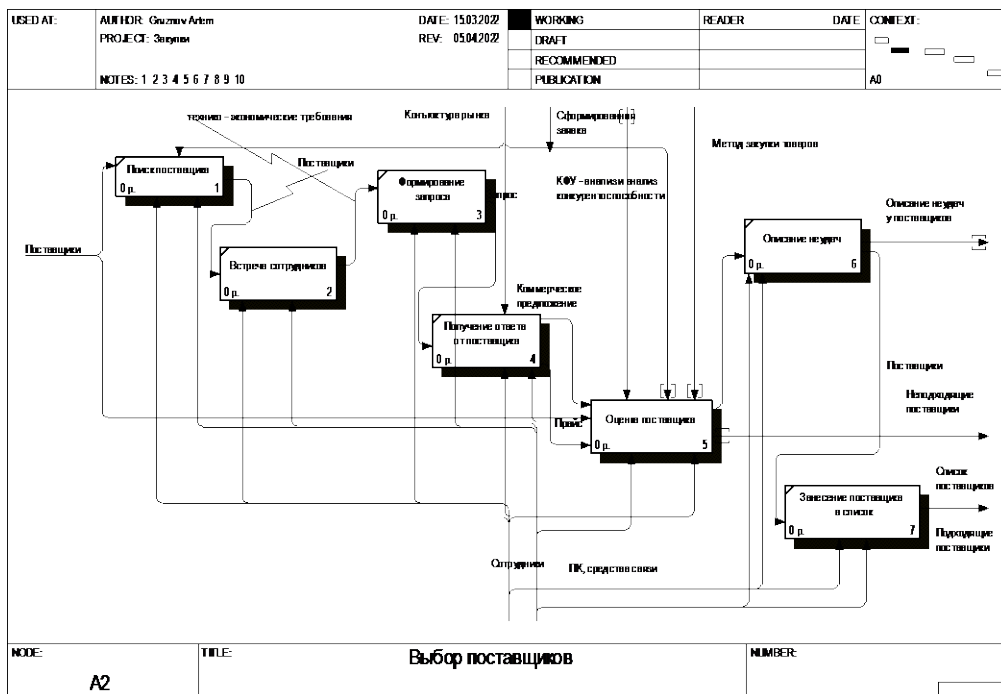 USED AT:
AUTHOR: Gruznov Artem
DATE: 15.03.2022
WORKING
READER
DATE
CONTEXT:
PROJECT: Закупки
REV: 05.04.2022
DRAFT
RECOMMENDED
NOTES: 1 2 3 4 5 6 7 8 9 10
PUBLICATION
A0
технико - экономические требования
Конъюктура рынка
Сформированная
заявка
Метод закупки товаров
Поиск поставщика
0 р. 1
Поставщики
Формирование
запроса
0 р. 3
прос
КФУ - анализ и анализ
конкурентоспособности
Описание неудач
у поставщиков
Поставщики
Встреча сотрудников
0 р. 2
Описание неудач
0 р. 6
Коммерческое
предложение
Получение ответа
от поставщика
0 р. 4
Поставщики
Неподходящие
поставщики
Прайс
Оценка поставщика
0 р. 5
Список
поставщиков
Занесение поставщика
в список
0 р. 7
Подходящие
поставщики
Сотрудники
ПК, средства связи
NODE:
TITLE:
Выбор поставщиков
NUMBER:
A2